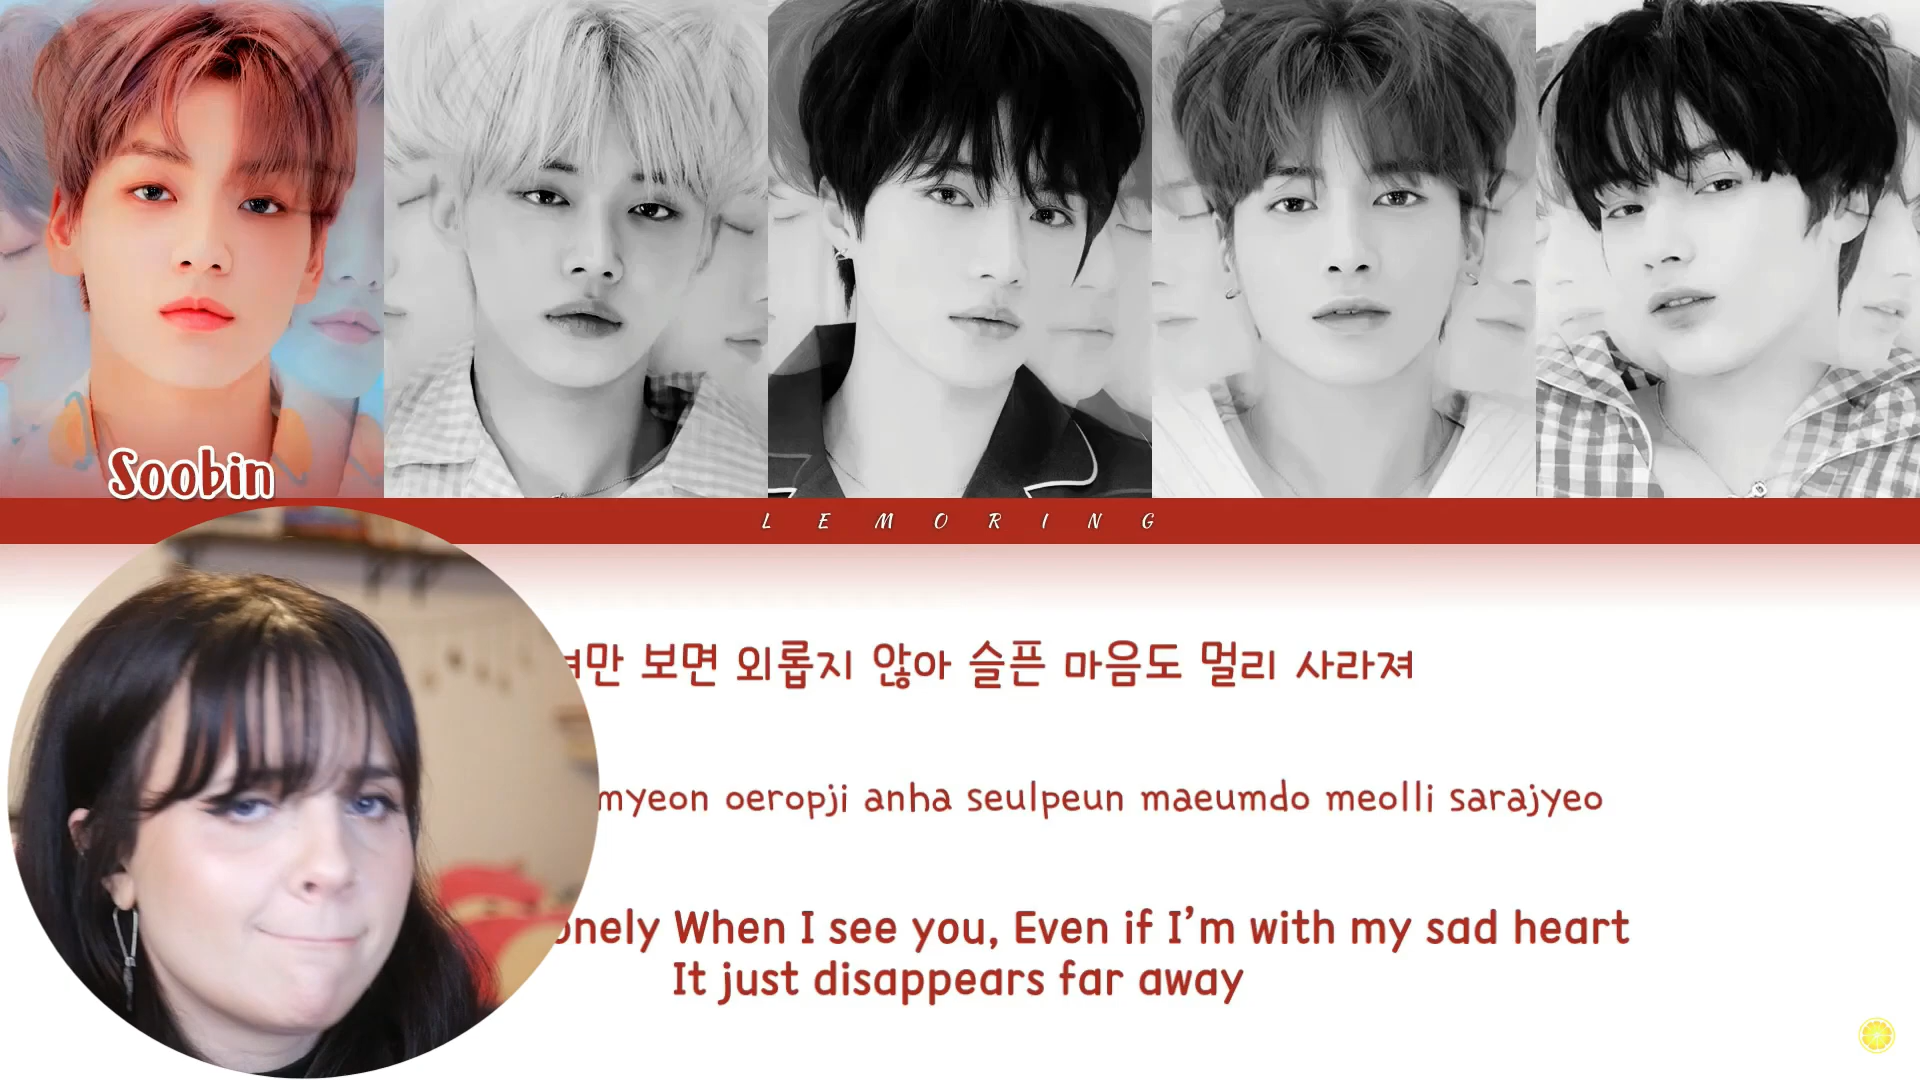 Soobin
LEMORING
만 보면 외롭지 않아 슬픈 마음도 멀리 사라져
myeon oeropji anha seulpeun maeumdo meolli sarajyeo
onely When I see you, Even if I'm with my sad heart
It just disappears far away